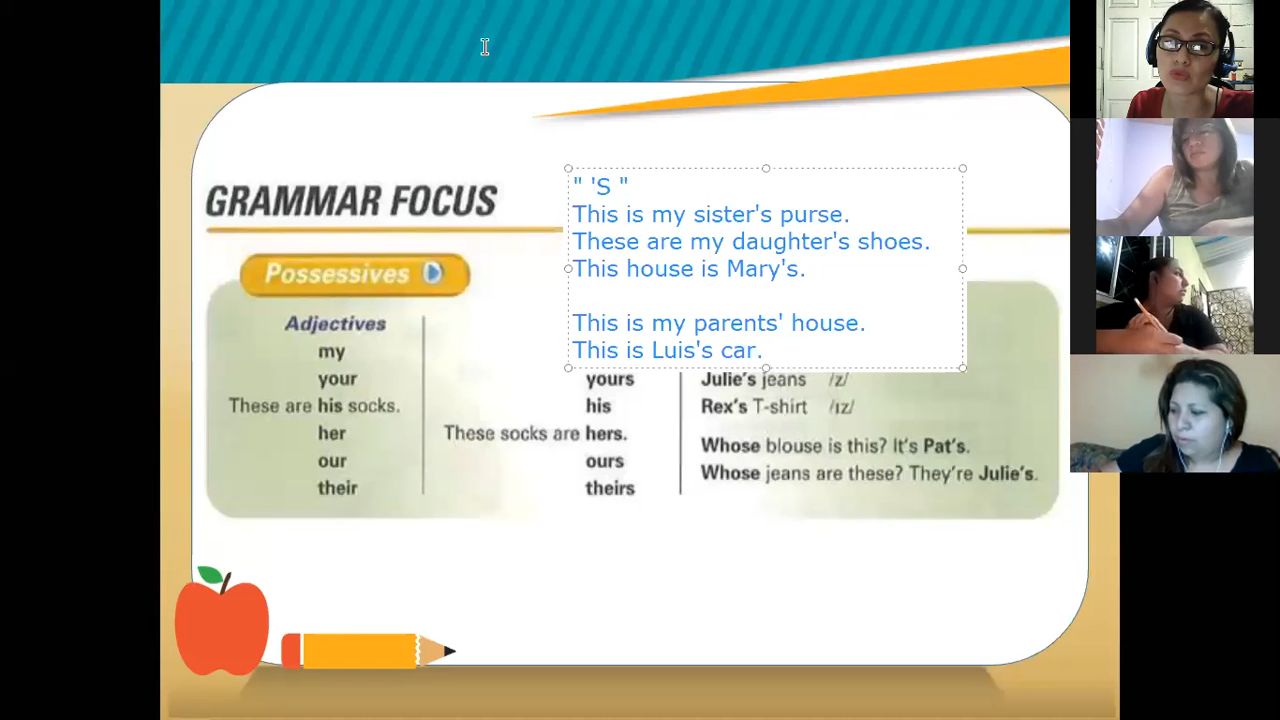 GRAMMAR FOCUS
" 'S "
This is my sister's purse.
These are my daughter's shoes.
This house is Mary's.
This is my parents' house.
This is Luis's car.
Possessives
Adjectives
my
your
These are his socks.
her
our
their
yours
his
These socks are hers.
ours
theirs
Julie's jeans /z/
Rex's T-shirt /ɪz/
Whose blouse is this? It's Pat's.
Whose jeans are these? They're Julie's.